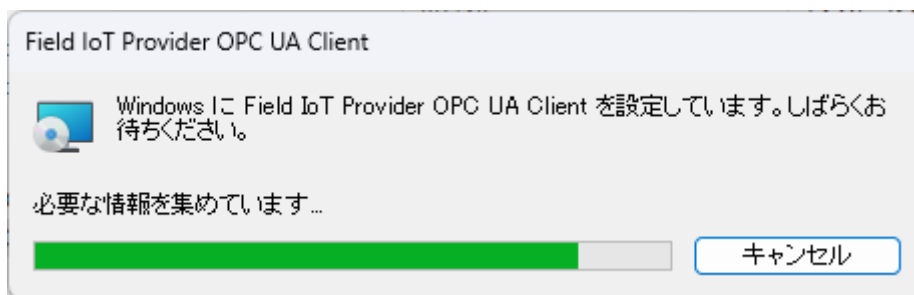 Field IoT Provider OPC UA Client
Windows に Field IoT Provider OPC UA Client を設定しています。しばらくお
待ちください。
必要な情報を集めています...
キャンセル